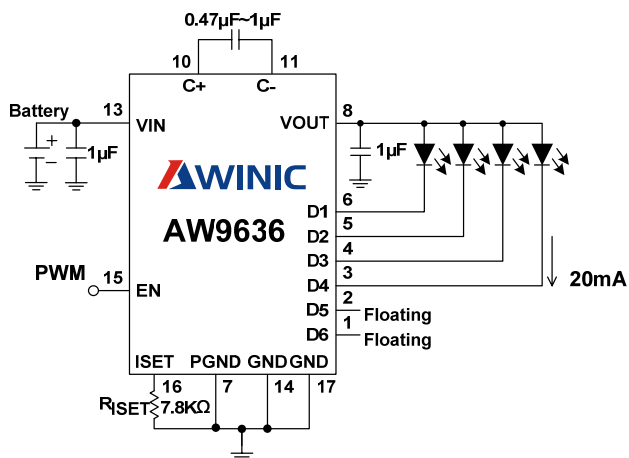 0.47µF~1µF
10
11
C+
C-
Battery
13
VIN
VOUT
8
+
−
1µF
1µF
AWINIC
AW9636
D1
6
D2
5
D3
4
D4
3
20mA
D5
2
Floating
D6
1
Floating
PWM
15
EN
ISET
PGND
GND
GND
16
7
14
17
RISET
7.8KΩ